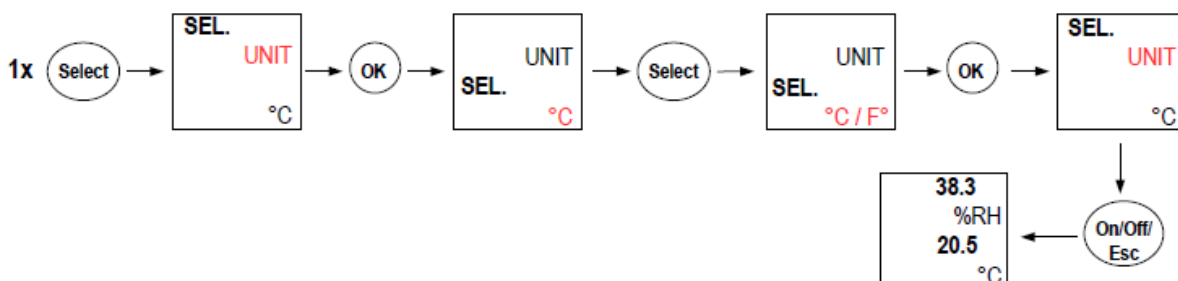 1x
Select
SEL.
UNIT
°C
OK
UNIT
SEL.
°C
Select
UNIT
SEL.
°C / F°
OK
SEL.
UNIT
°C
On/Off/
Esc
38.3
%RH
20.5
°C